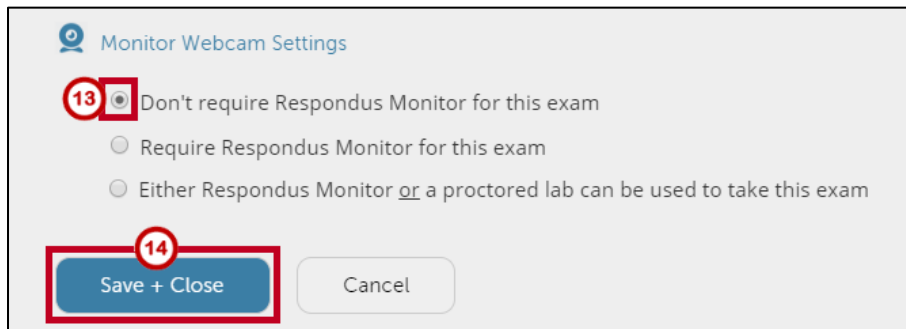 Monitor Webcam Settings
13 Don't require Respondus Monitor for this exam
Require Respondus Monitor for this exam
Either Respondus Monitor or a proctored lab can be used to take this exam
14
Save + Close Cancel